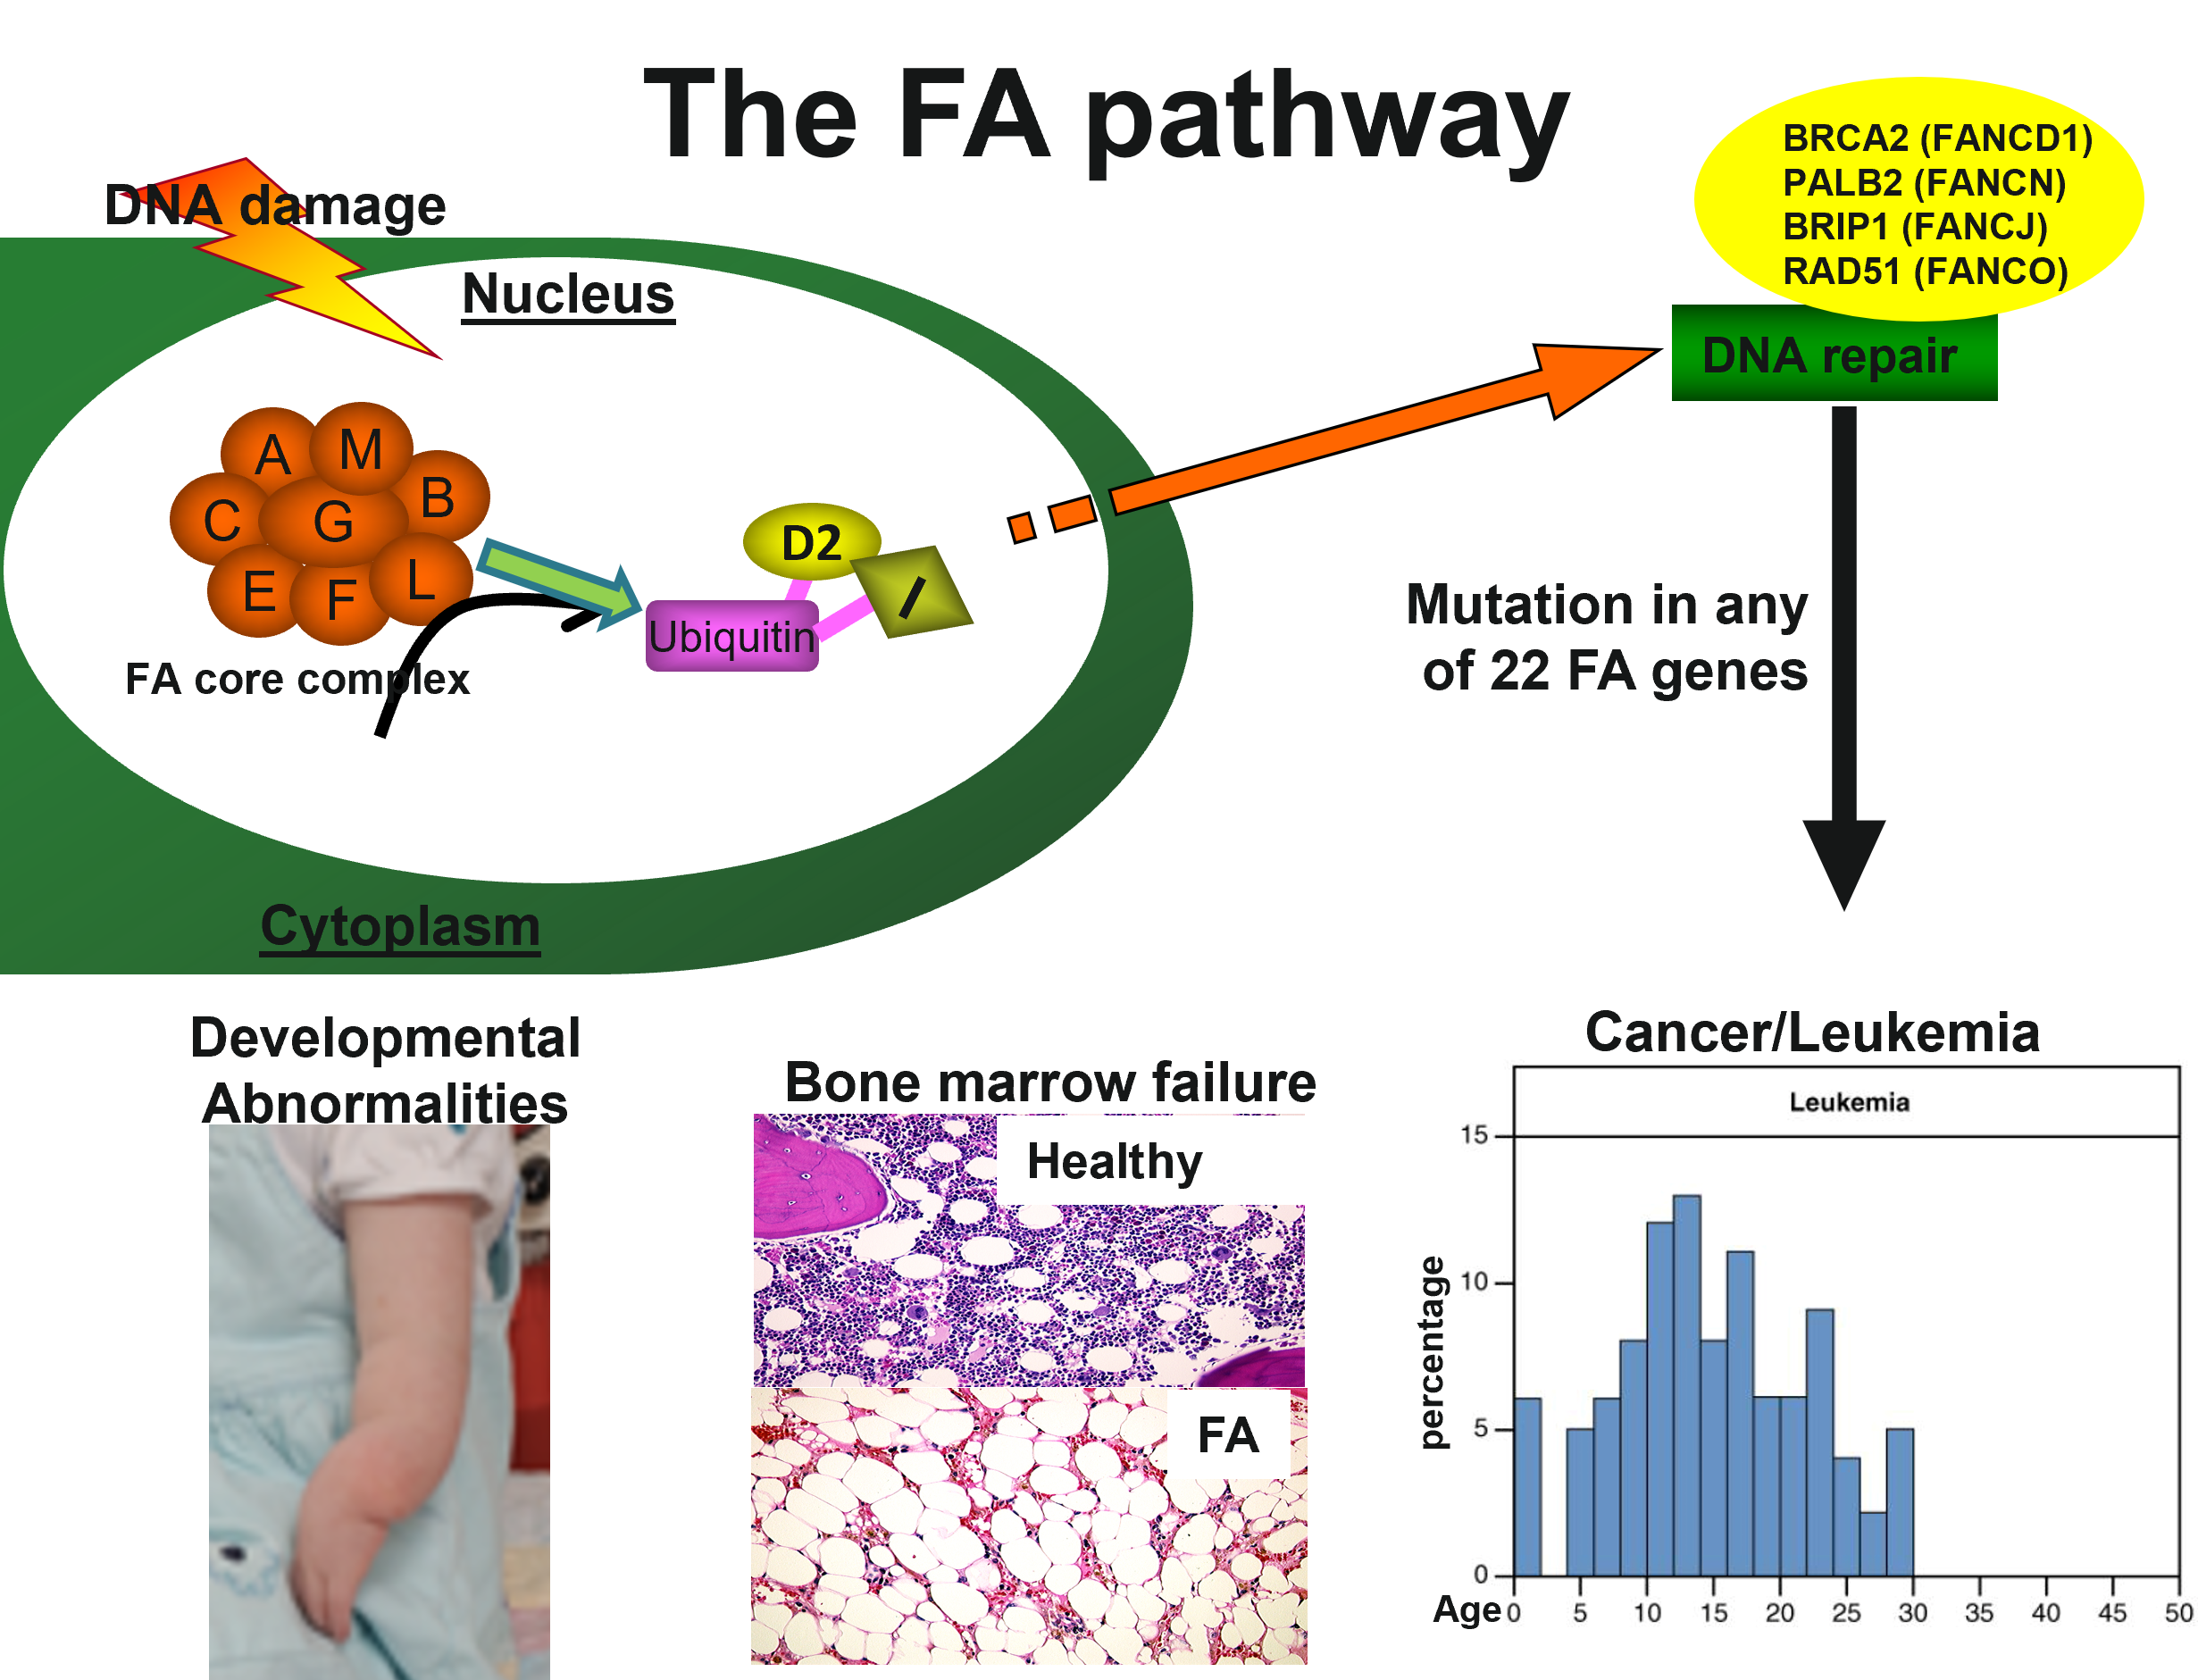 The FA pathway
DNA damage
BRCA2 (FANCD1)
PALB2 (FANCN)
BRIP1 (FANCJ)
RAD51 (FANCO)
Nucleus
DNA repair
A
M
B
C
G
E
F
L
D2
I
Ubiquitin
FA core complex
Mutation in any
of 22 FA genes
Cytoplasm
Developmental
Abnormalities
Bone marrow failure
Healthy
FA
Cancer/Leukemia
Leukemia
percentage
15
10
5
0
Age 0 5 10 15 20 25 30 35 40 45 50